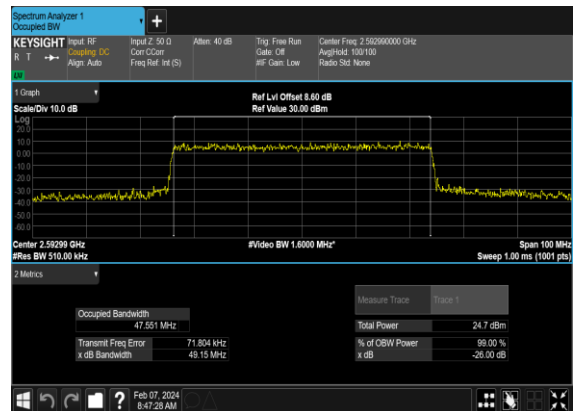 Spectrum Analyzer 1
Occupied BW
KEYSIGHT Input: RF Input Z: 50 Ω Atten: 40 dB Trig: Free Run Center Freq: 2.592990000 GHz
R T Coupling: DC Corr CCorr Gate: Off Avg|Hold: 100/100
Align: Auto Freq Ref: Int (S) #IF Gain: Low Radio Std: None
1 Graph
Ref Lvl Offset 8.60 dB
Scale/Div 10.0 dB Ref Value 30.00 dBm
Log
20.0
10.0
0.00
-10.0
-20.0
-30.0
-40.0
-50.0
-60.0
Center 2.59299 GHz #Video BW 1.6000 MHz* Span 100 MHz
#Res BW 510.00 kHz Sweep 1.00 ms (1001 pts)
2 Metrics
Measure Trace Trace 1
Occupied Bandwidth
47.551 MHz Total Power 24.7 dBm
Transmit Freq Error 71.804 kHz % of OBW Power 99.00 %
x dB Bandwidth 49.15 MHz x dB -26.00 dB
Feb 07, 2024
8:47:28 AM